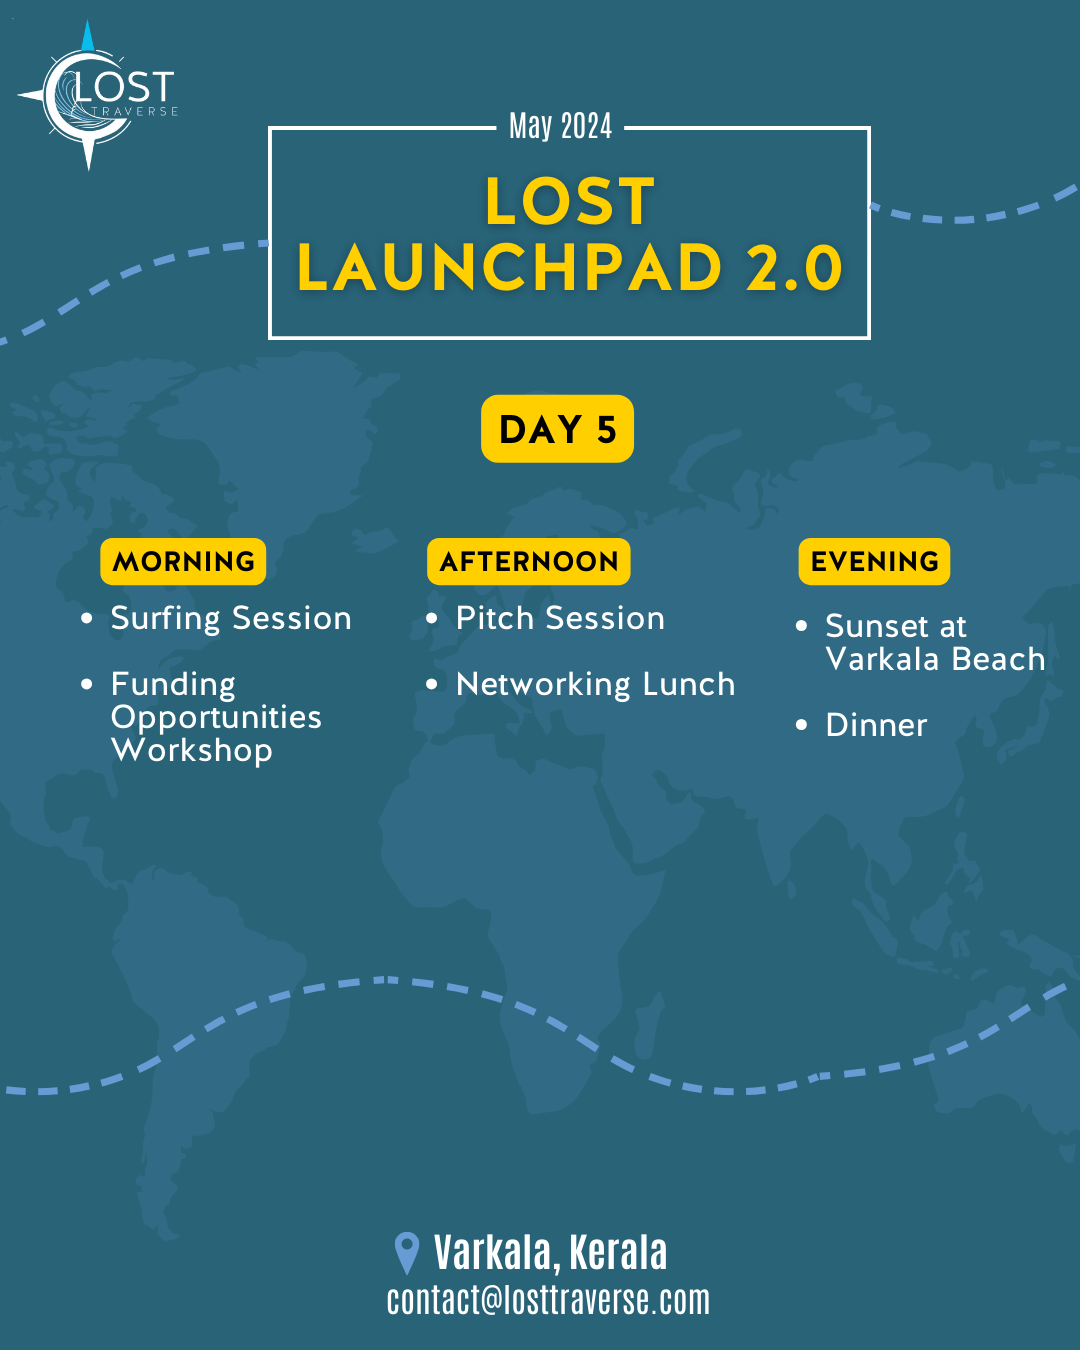 LOST
TRAVERSE
May 2024
LOST
LAUNCHPAD 2.0
DAY 5
MORNING
• Surfing Session
• Funding
Opportunities
Workshop
AFTERNOON
• Pitch Session
• Networking Lunch
EVENING
• Sunset at
Varkala Beach
• Dinner
Varkala, Kerala
contact@losttraverse.com